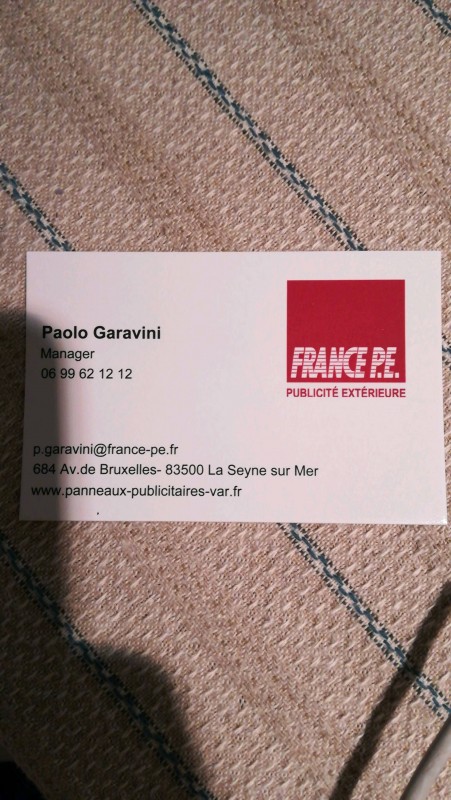 Paolo Garavini
Manager
06 99 62 12 12
FRANCE P.E.
PUBLICITÉ EXTÉRIEURE
p.garavini@france-pe.fr
684 Av.de Bruxelles- 83500 La Seyne sur Mer
www.panneaux-publicitaires-var.fr